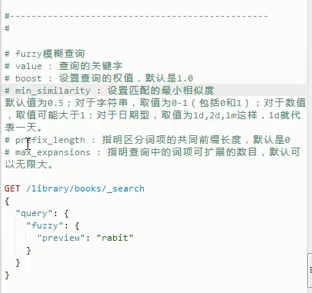 #--------------------------------------------
#
# fuzzy模糊查询
# value : 查询的关键字
# boost : 设置查询的权值，默认是1.0
# min_similarity : 设置匹配的最小相似度
默认值为0.5；对于字符串，取值为0-1（包括0和1）；对于数值
，取值可能大于1；对于日期型，取值为1d,2d,1m这样，1d就代
表一天。
# prefix_length : 指明区分词项的共同前缀长度，默认是0
# max_expansions : 指明查询中的词项可扩展的数目，默认可
以无限大。
GET /library/books/_search
{
"query": {
"fuzzy": {
"preview": "rabit"
}
}
}